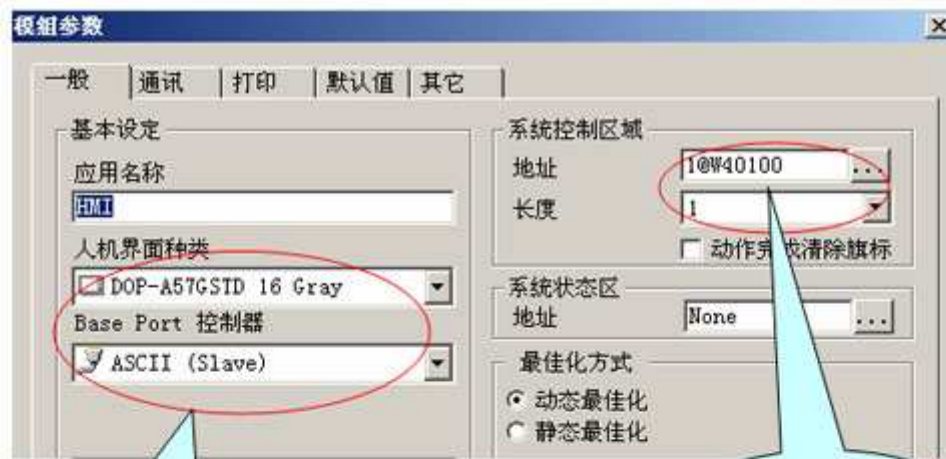 模组参数
一般
通讯
打印
默认值
其它
基本设定
应用名称
HMI
人机界面种类
DOP-A57GSTD 16 Gray
Base Port 控制器
ASCII (Slave)
系统控制区域
地址
1@W40100
...
长度
1
动作完成清除旗标
系统状态区
地址
None
...
最佳化方式
动态最佳化
静态最佳化